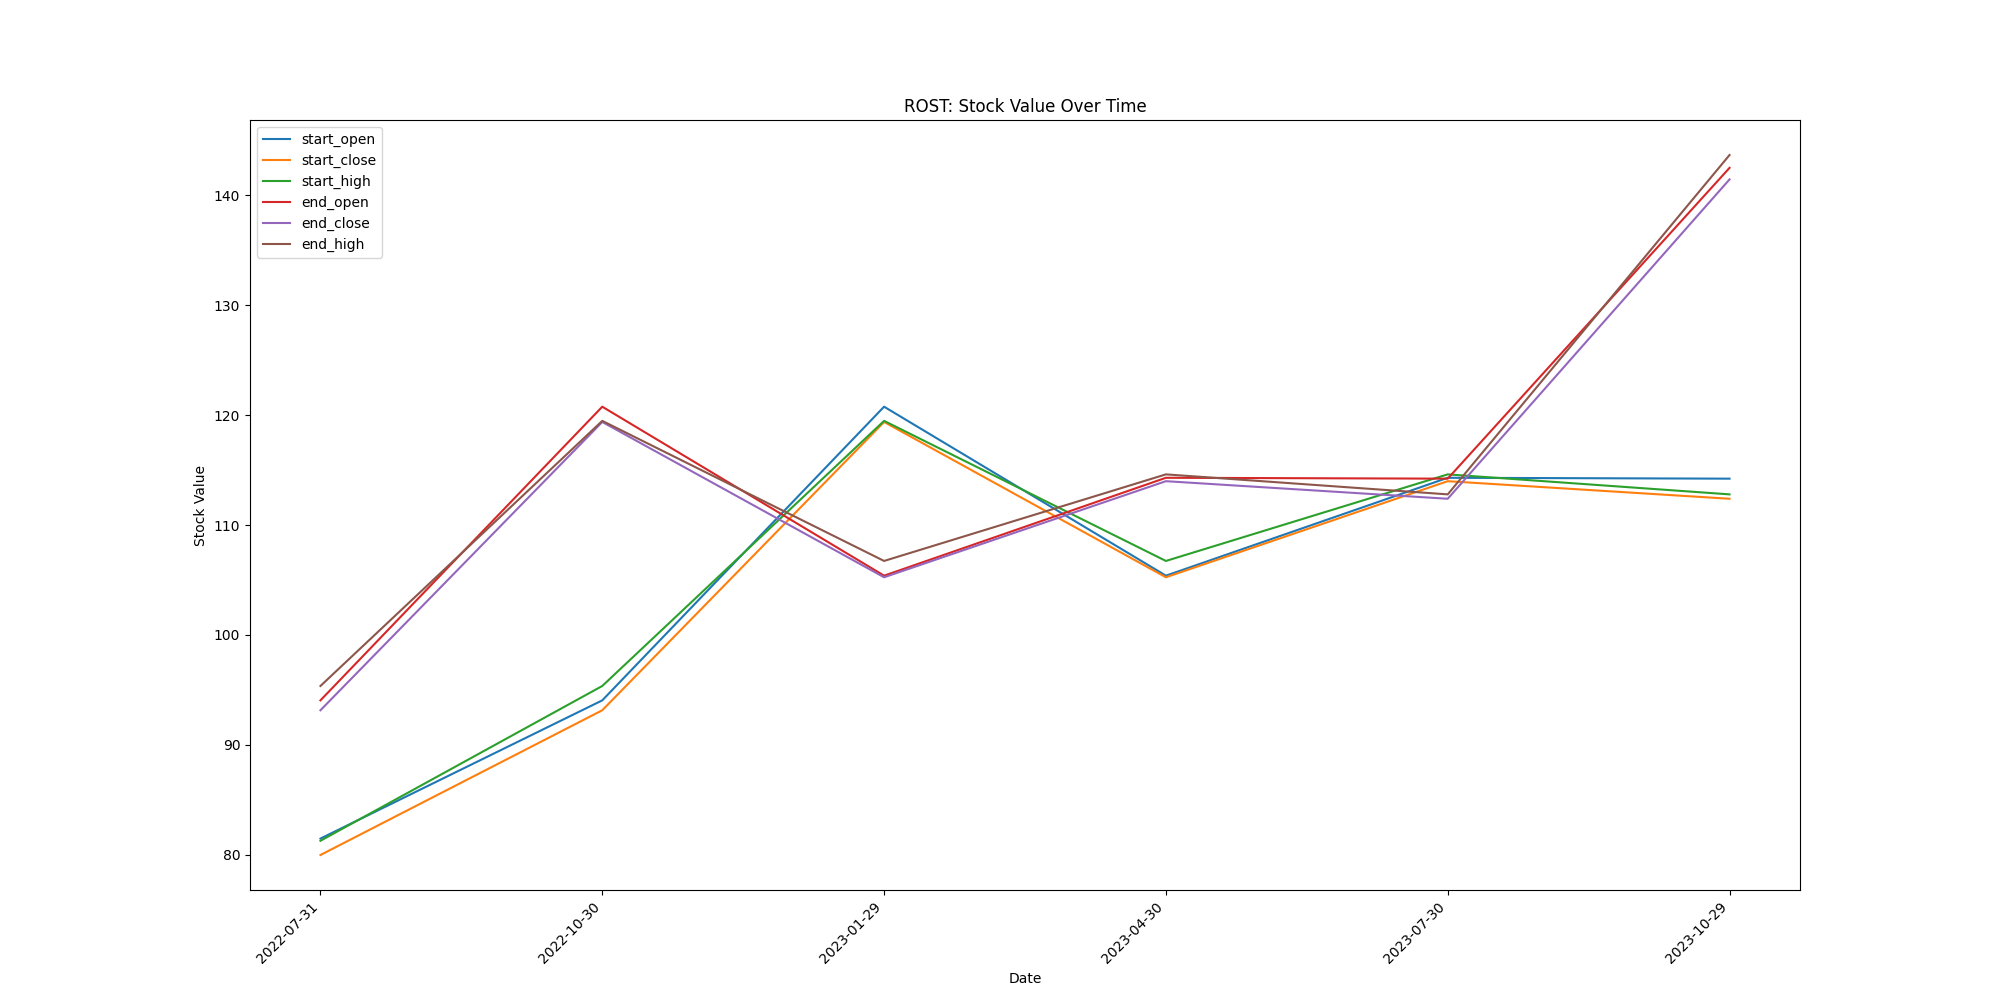 ROST: Stock Value Over Time
start_open
start_close
start_high
end_open
end_close
end_high
Stock Value
140
130
120
110
100
90
80
2022-07-31
2022-10-30
2023-01-29
2023-04-30
2023-07-30
2023-10-29
Date